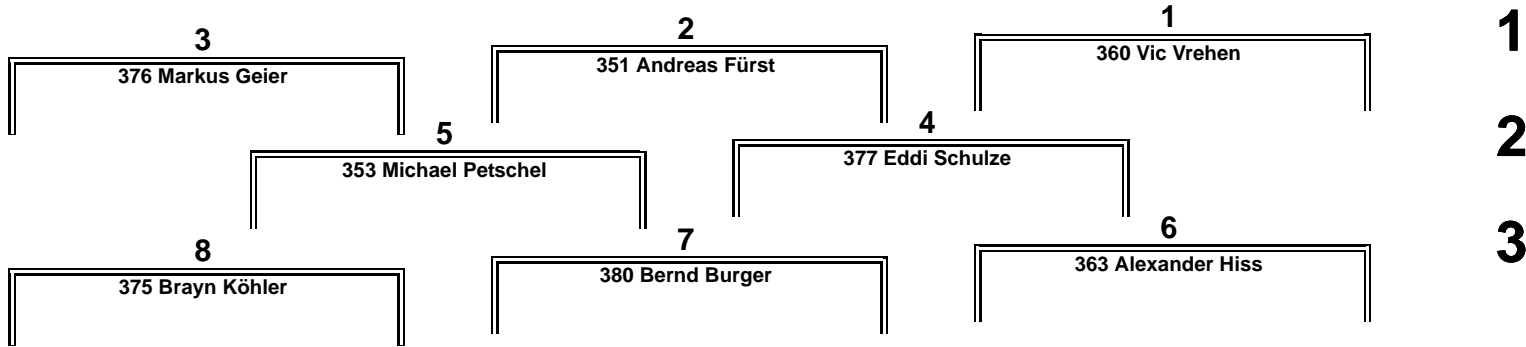 3 2 1 1
376 Markus Geier 351 Andreas Fürst 360 Vic Vrehen
5 4 2
353 Michael Petschel 377 Eddi Schulze
8 7 6 3
375 Brayn Köhler 380 Bernd Burger 363 Alexander Hiss